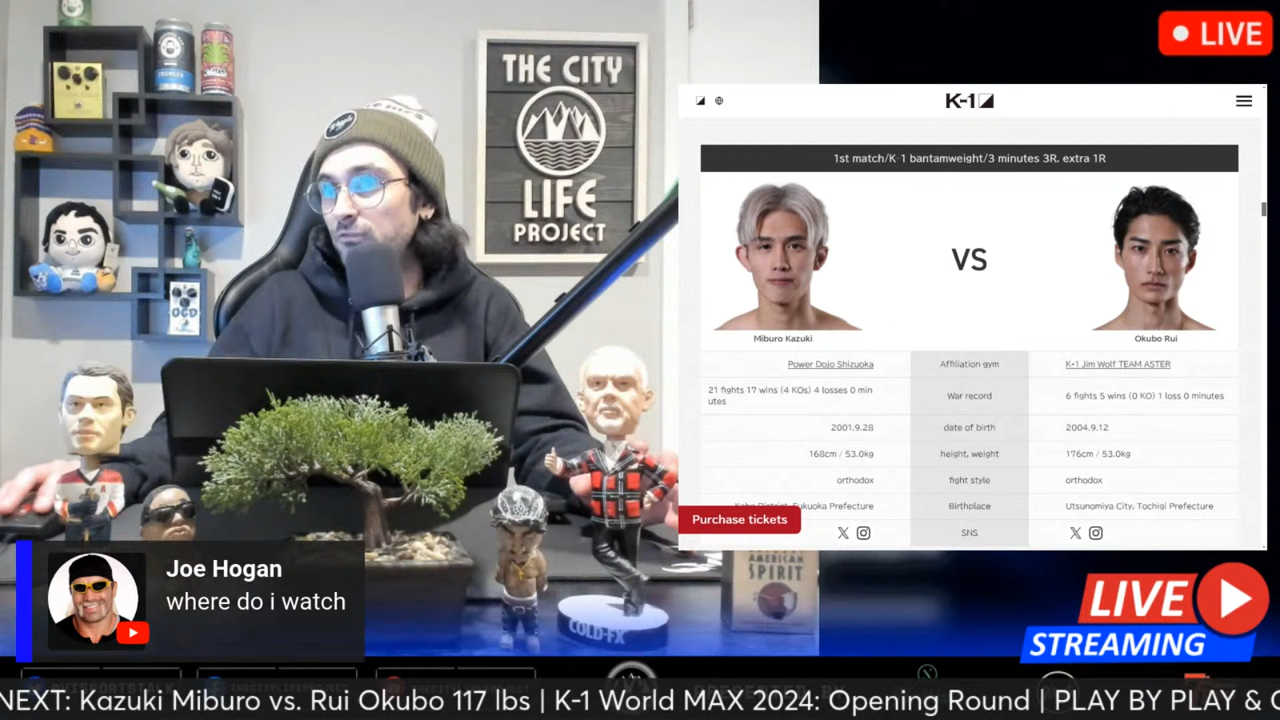 THE CITY
LIFE
PROJECT
OCD
COLD-FX
AMERICAN
SPIRIT
LIVE
K-1
1st match/K-1 bantamweight/3 minutes 3R, extra 1R
VS
Miburo Kazuki
Okubo Rui
Power Dojo Shizuoka
Affiliation gym
K-1 Jim Wolf TEAM ASTER
21 fights 17 wins (4 KOs) 4 losses 0 min
utes
War record
6 fights 5 wins (0 KO) 1 loss 0 minutes
2001.9.28
date of birth
2004.9.12
168cm / 53.0kg
height, weight
176cm / 53.0kg
orthodox
fight style
orthodox
Fukuoka Prefecture
Birthplace
Utsunomiya City, Tochigi Prefecture
Purchase tickets
SNS
Joe Hogan
where do i watch
LIVE
STREAMING
NEXT: Kazuki Miburo vs. Rui Okubo 117 lbs | K-1 World MAX 2024: Opening Round | PLAY BY PLAY &